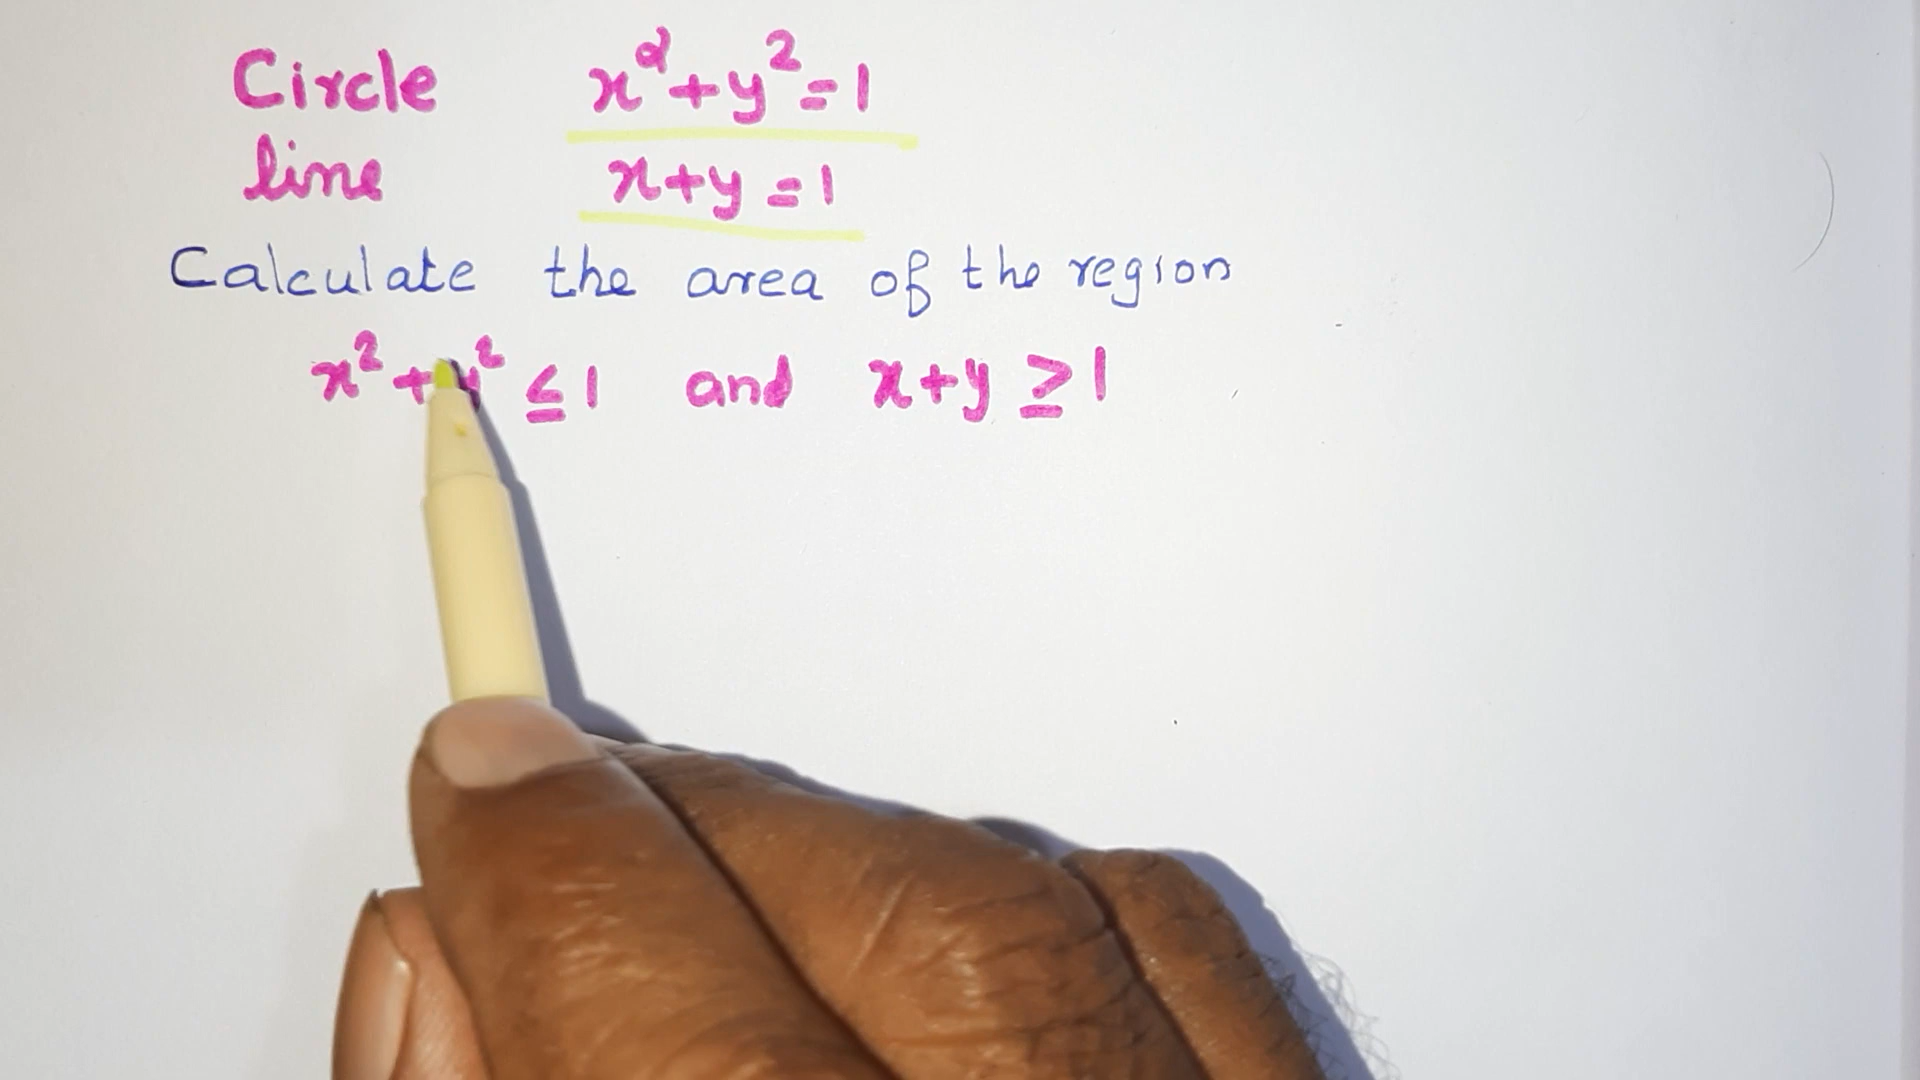 Circle x²+y²=1
line x+y=1
Calculate the area of the region
x²+y² ≤ 1 and x+y ≥ 1